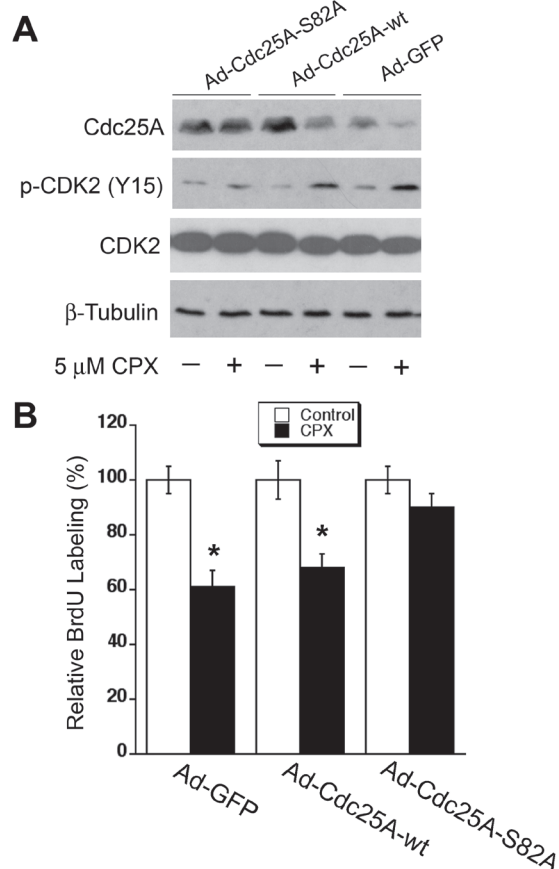 A
Ad-Cdc25A-S82A Ad-Cdc25A-wt Ad-GFP
Cdc25A
p-CDK2 (Y15)
CDK2
β-Tubulin
5 μM CPX − + − + − +
B
Control
CPX
Relative BrdU Labeling (%)
120
100
80
60
40
20
0
* *
Ad-GFP Ad-Cdc25A-wt Ad-Cdc25A-S82A